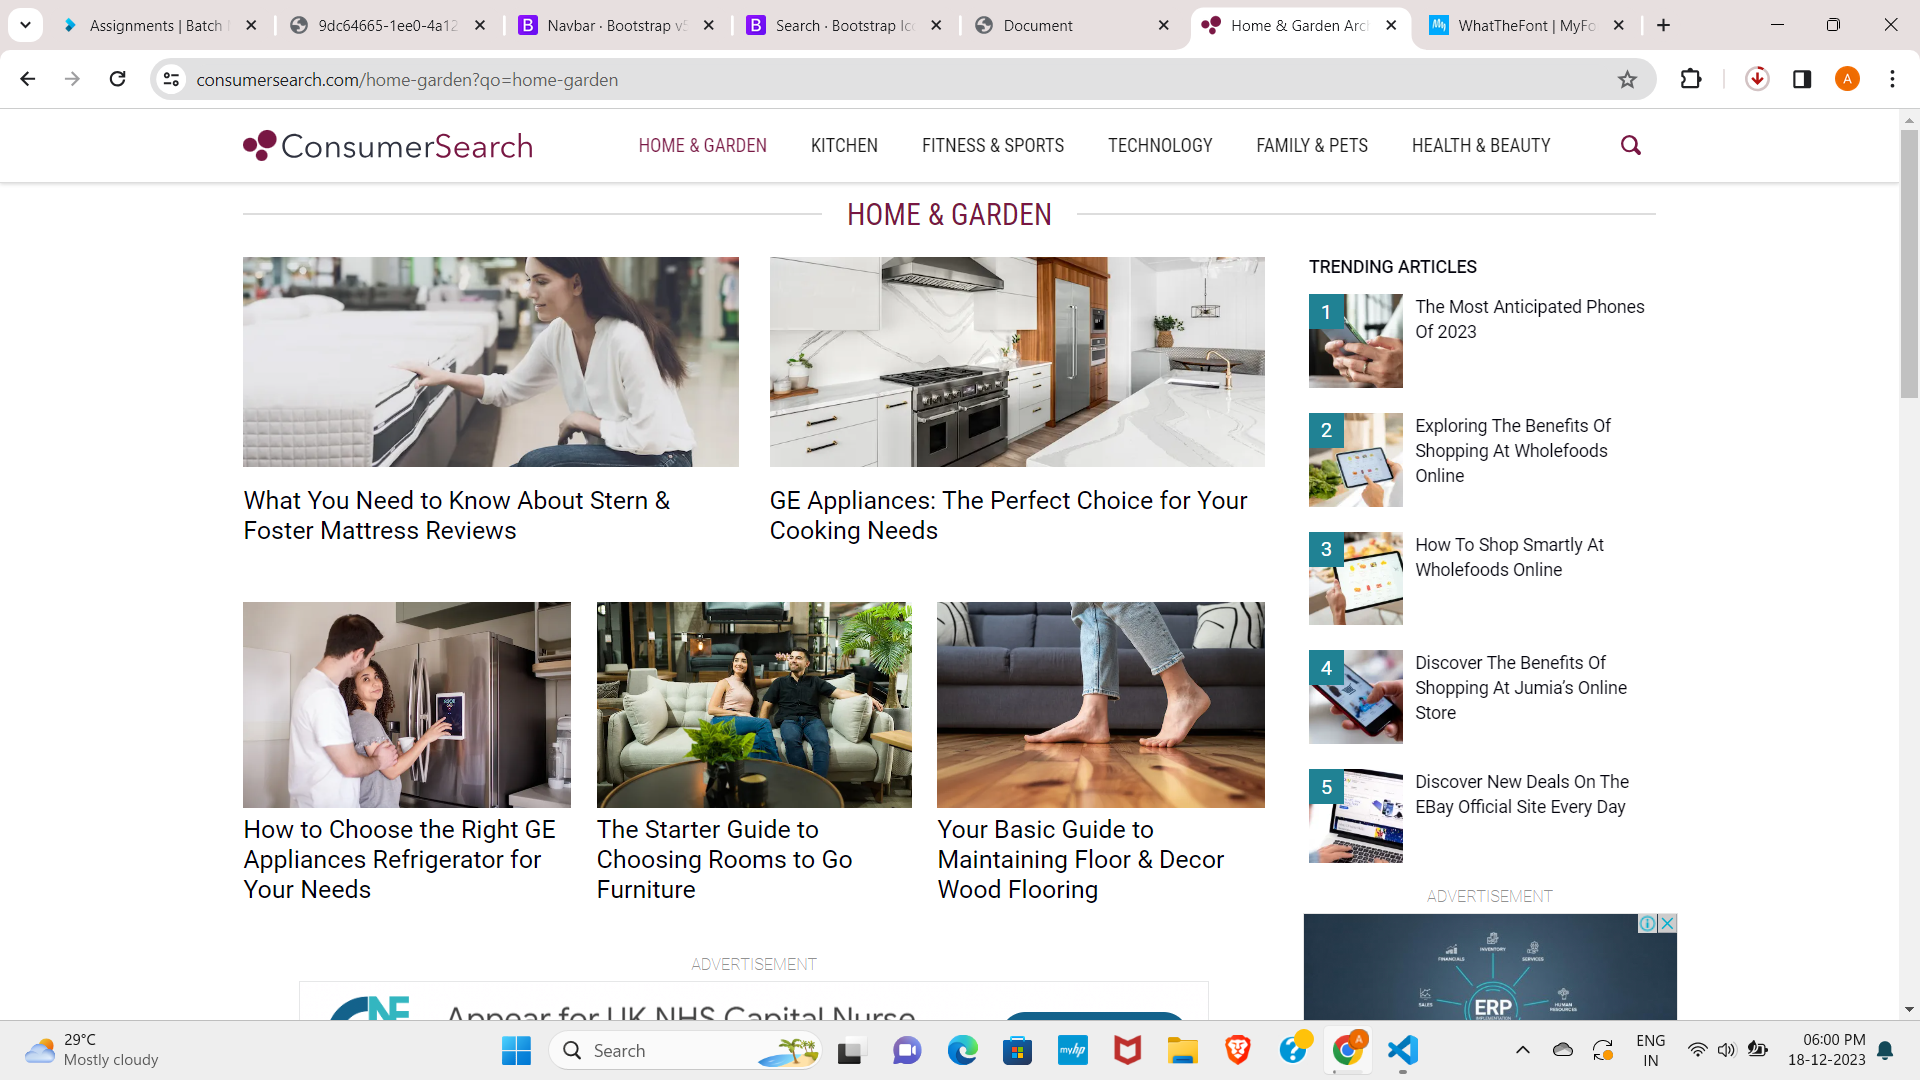 Assignments | Batch
9dc64665-1ee0-4a12
Navbar · Bootstrap v5
Search · Bootstrap Ic
Document
Home & Garden Arc
WhatTheFont | MyFo
consumersearch.com/home-garden?qo=home-garden
A
ConsumerSearch
HOME & GARDEN
KITCHEN
FITNESS & SPORTS
TECHNOLOGY
FAMILY & PETS
HEALTH & BEAUTY
HOME & GARDEN
What You Need to Know About Stern &
Foster Mattress Reviews
GE Appliances: The Perfect Choice for Your
Cooking Needs
How to Choose the Right GE
Appliances Refrigerator for
Your Needs
The Starter Guide to
Choosing Rooms to Go
Furniture
Your Basic Guide to
Maintaining Floor & Decor
Wood Flooring
TRENDING ARTICLES
1
The Most Anticipated Phones
Of 2023
2
Exploring The Benefits Of
Shopping At Wholefoods
Online
3
How To Shop Smartly At
Wholefoods Online
4
Discover The Benefits Of
Shopping At Jumia's Online
Store
5
Discover New Deals On The
EBay Official Site Every Day
ADVERTISEMENT
FINANCIALS
INVENTORY
SERVICES
SALES
HUMAN
RESOURCES
ERP
ADVERTISEMENT
Appear for UK NHS Capital Nurse
29°C
Mostly cloudy
Search
myhp
A
ENG
IN
06:00 PM
18-12-2023